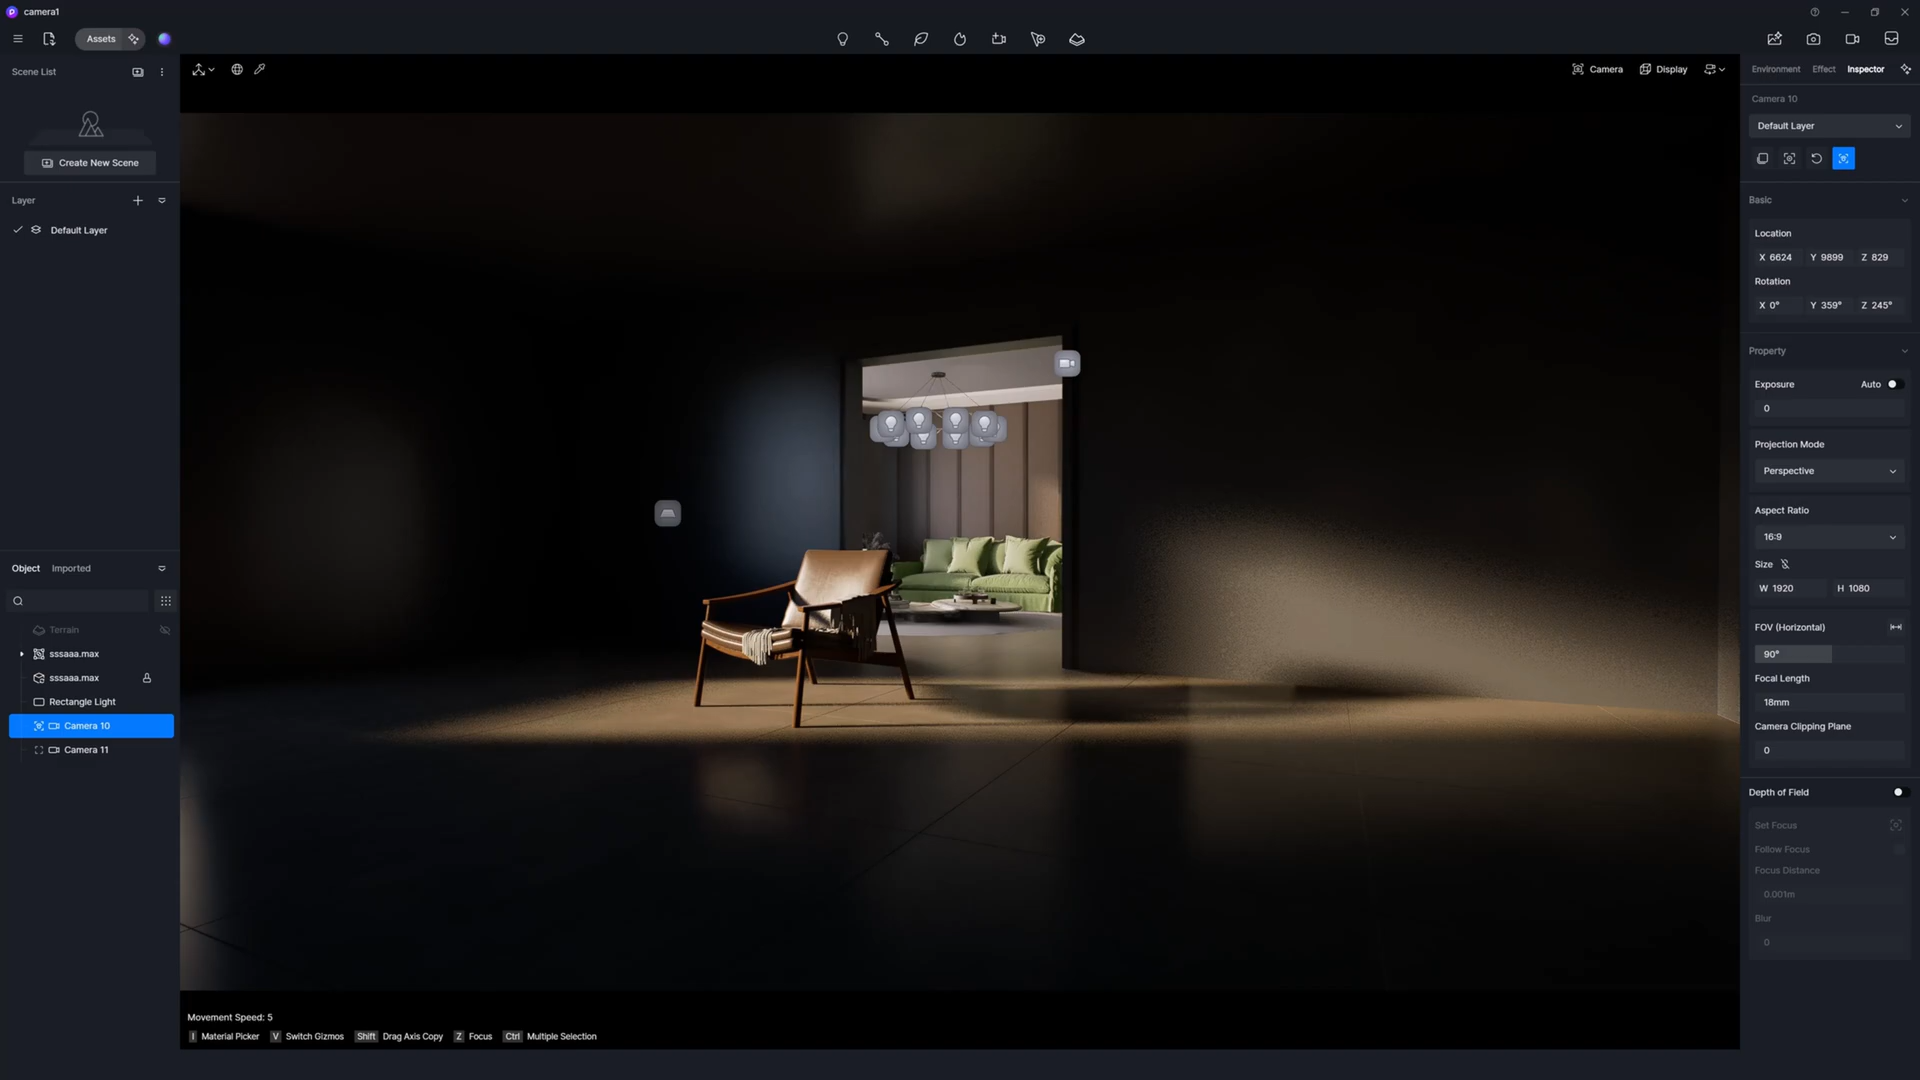 camera1
Assets
Scene List
Create New Scene
Layer
Default Layer
Object Imported
Terrain
sssaaa.max
sssaaa.max
Rectangle Light
Camera 10
Camera 11
Camera Display
Movement Speed: 5
I Material Picker V Switch Gizmos Shift Drag Axis Copy Z Focus Ctrl Multiple Selection
Environment Effect Inspector
Camera 10
Default Layer
Basic
Location
X 6624 Y 9899 Z 829
Rotation
X 0° Y 359° Z 245°
Property
Exposure Auto
0
Projection Mode
Perspective
Aspect Ratio
16:9
Size
W 1920 H 1080
FOV (Horizontal)
90°
Focal Length
18mm
Camera Clipping Plane
0
Depth of Field
Set Focus
Follow Focus
Focus Distance
0.001m
Blur
0